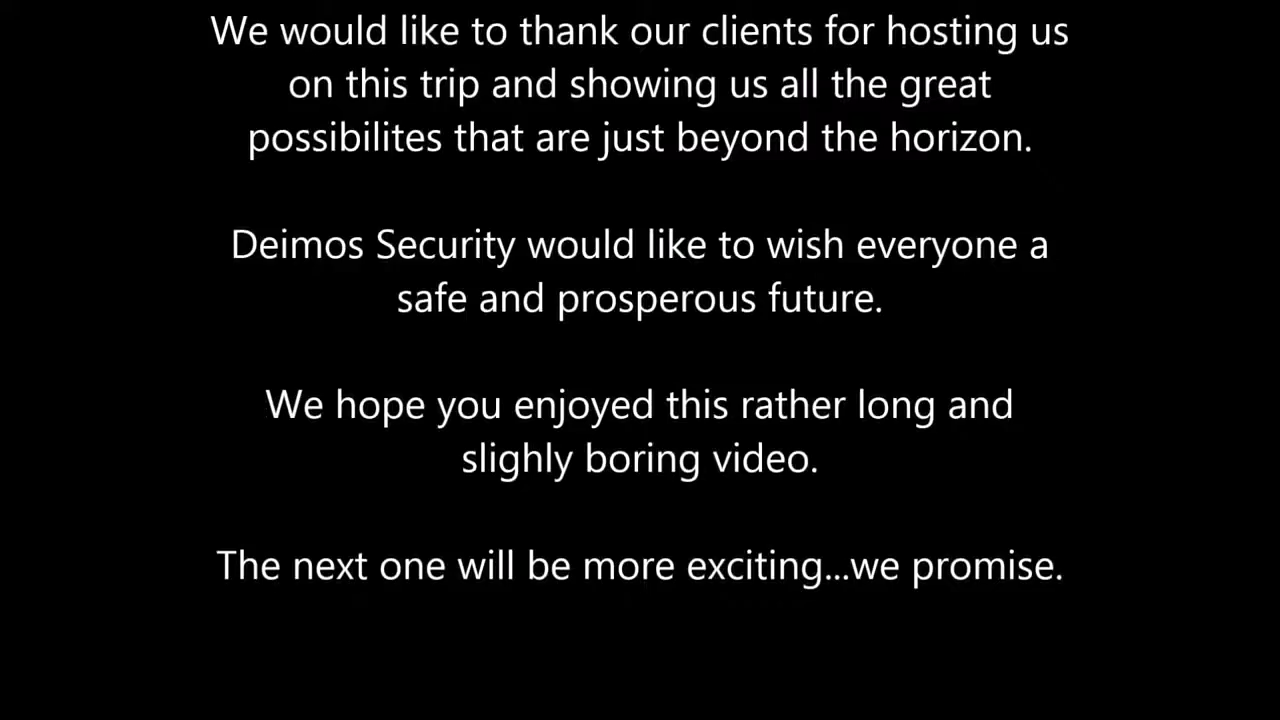 We would like to thank our clients for hosting us
on this trip and showing us all the great
possibilites that are just beyond the horizon.
Deimos Security would like to wish everyone a
safe and prosperous future.
We hope you enjoyed this rather long and
slighly boring video.
The next one will be more exciting...we promise.